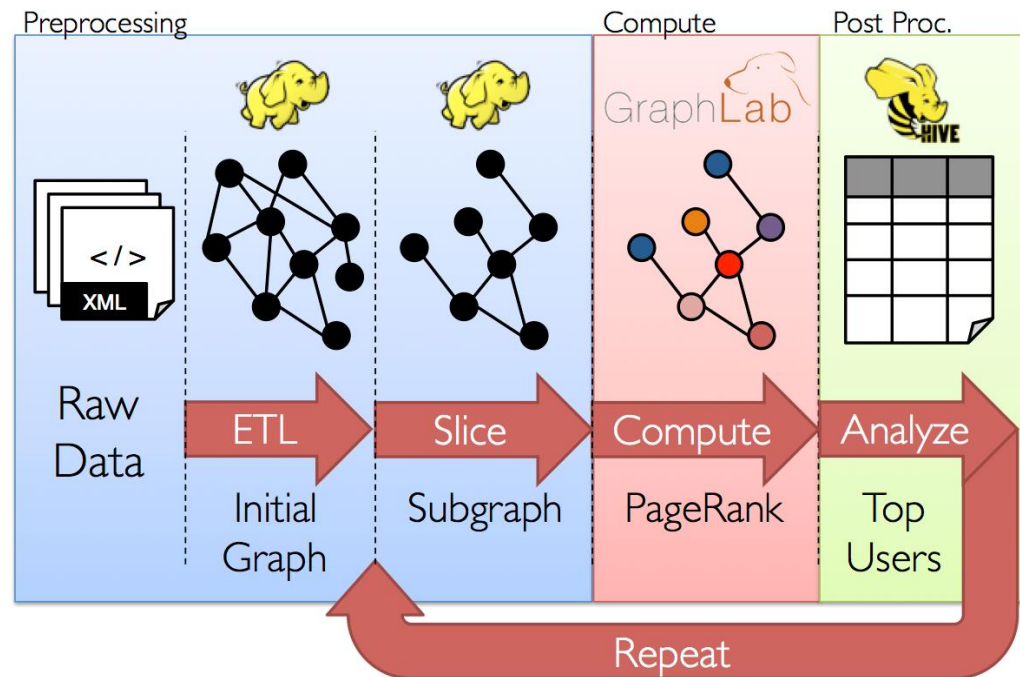 Preprocessing
Compute
Post Proc.
GraphLab
HIVE
</>
XML
Raw
Data
ETL
Slice
Compute
Analyze
Initial
Graph
Subgraph
PageRank
Top
Users
Repeat